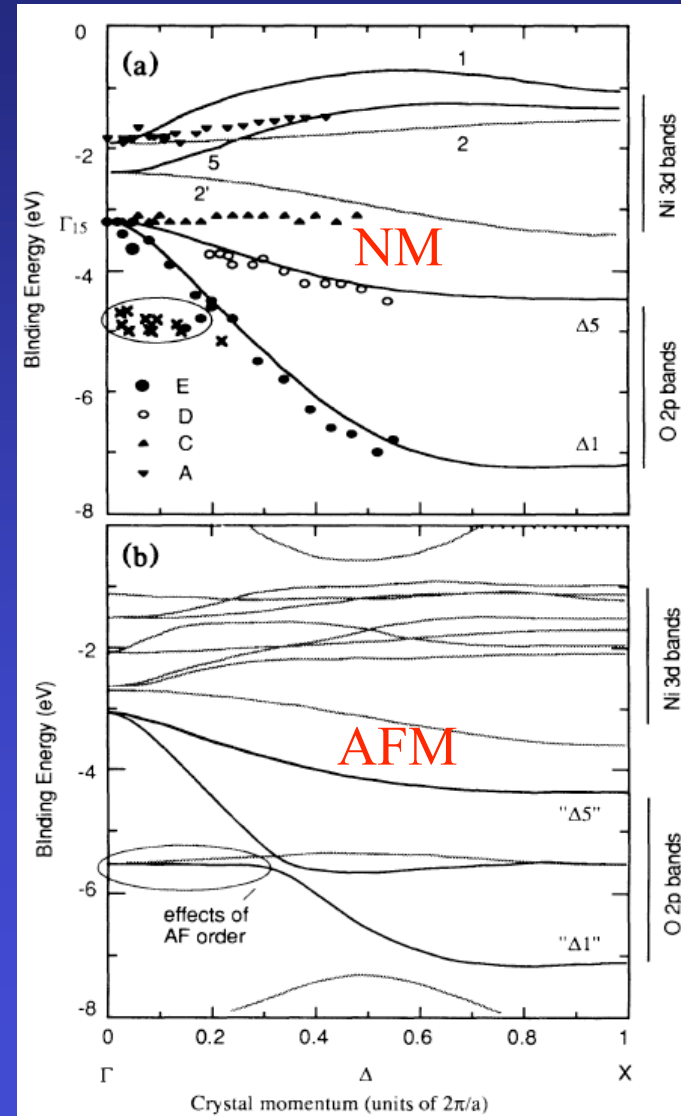 0
(a)
1
2
5
2'
-2
Γ15
NM
-4
Δ5
-6
Δ1
-8
E
D
C
A
BInding Energy (eV)
Ni 3d bands
O 2p bands
(b)
-2
AFM
-4
"Δ5"
-6
effects of
AF order
"Δ1"
-8
BInding Energy (eV)
Ni 3d bands
O 2p bands
0 0.2 0.4 0.6 0.8 1
Γ Δ X
Crystal momentum (units of 2π/a)